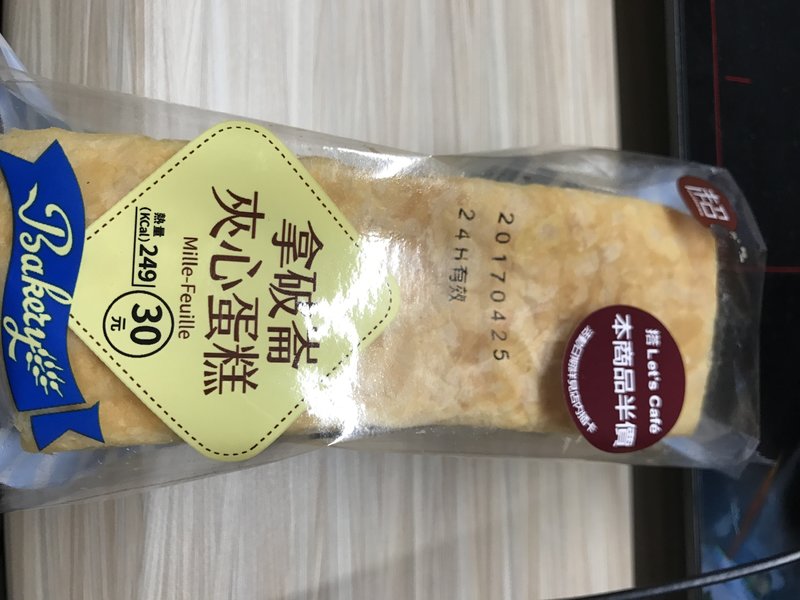 Bakery
拿破崙
夾心蛋糕
Mille-Feuille
熱量
(KCal)
249
30
元
20170425
24H有效
超
搭 Let's Café
本商品半價